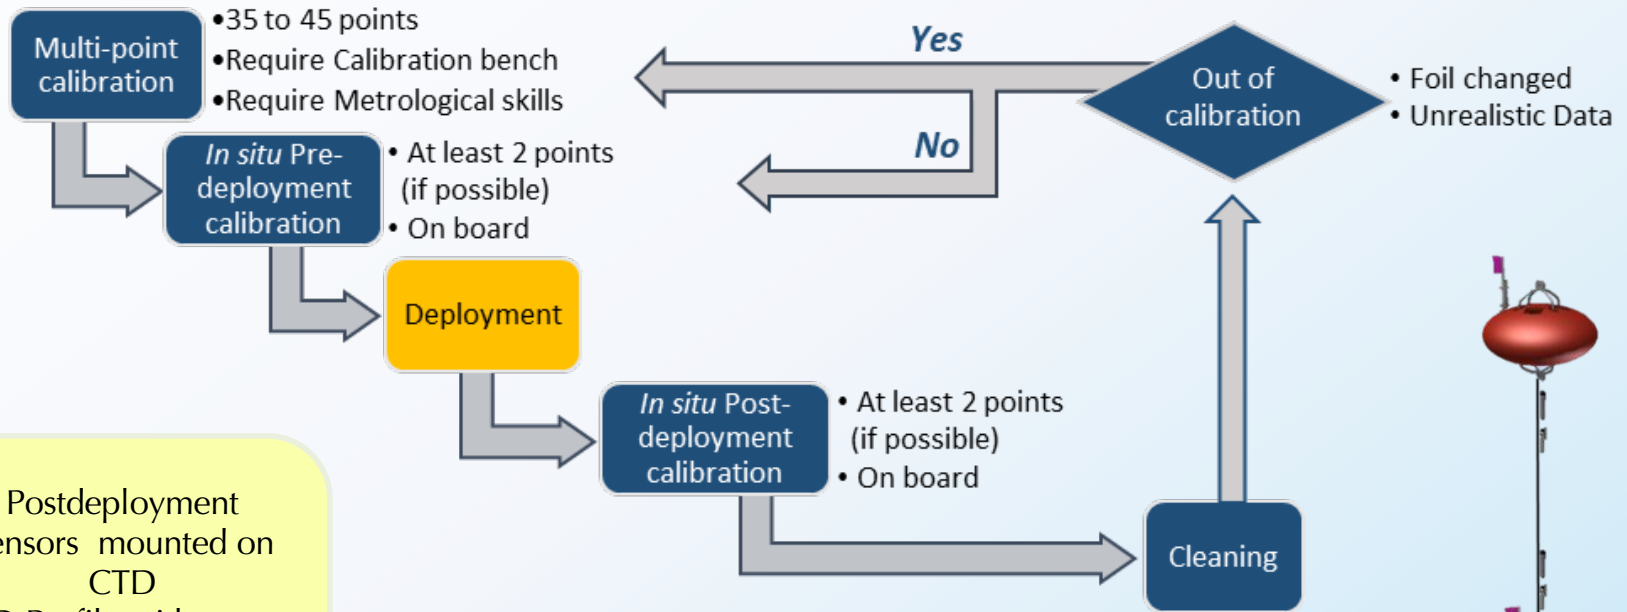 Multi-point
calibration
•35 to 45 points
•Require Calibration bench
•Require Metrological skills
Yes
No
Out of
calibration
• Foil changed
• Unrealistic Data
In situ Pre-
deployment
calibration
• At least 2 points
(if possible)
• On board
Deployment
In situ Post-
deployment
calibration
• At least 2 points
(if possible)
• On board
Cleaning
Postdeployment
mounted on
CTD